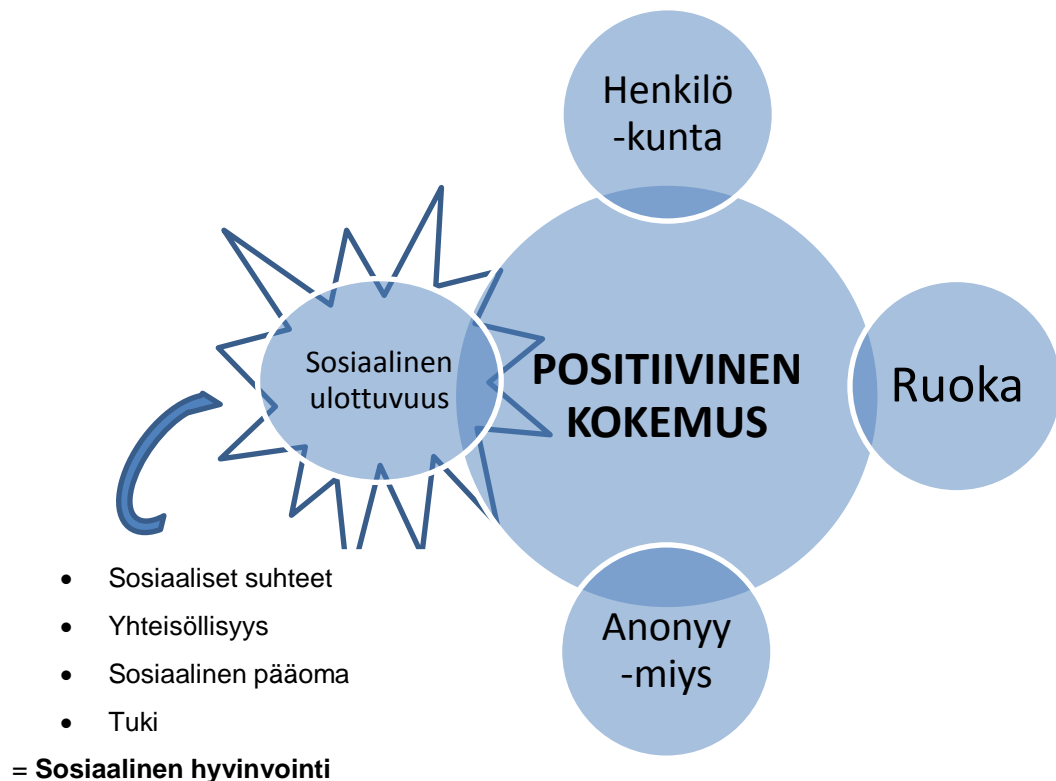 Henkilö
-kunta
Sosiaalinen
ulottuvuus
POSITIIVINEN
KOKEMUS
Ruoka
Anonyy
-miys
• Sosiaaliset suhteet
• Yhteisöllisyys
• Sosiaalinen pääoma
• Tuki
= Sosiaalinen hyvinvointi